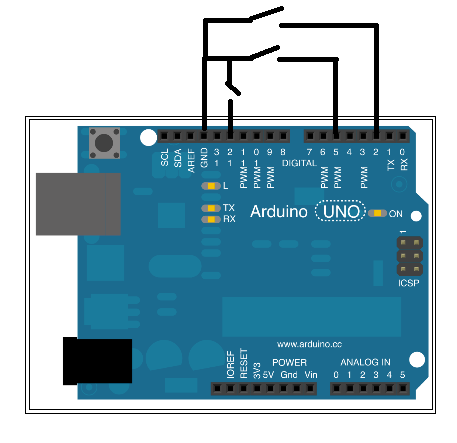 SCL
SDA
AREF
GND
13
12
PWM 11
PWM 10
PWM 9
8
DIGITAL
7
PWM 6
PWM 5
4
PWM 3
2
TX 1
RX 0
L
TX
RX
Arduino UNO
ON
1
ICSP
www.arduino.cc
POWER
ANALOG IN
IOREF
RESET
3V3
5V Gnd Vin
0 1 2 3 4 5